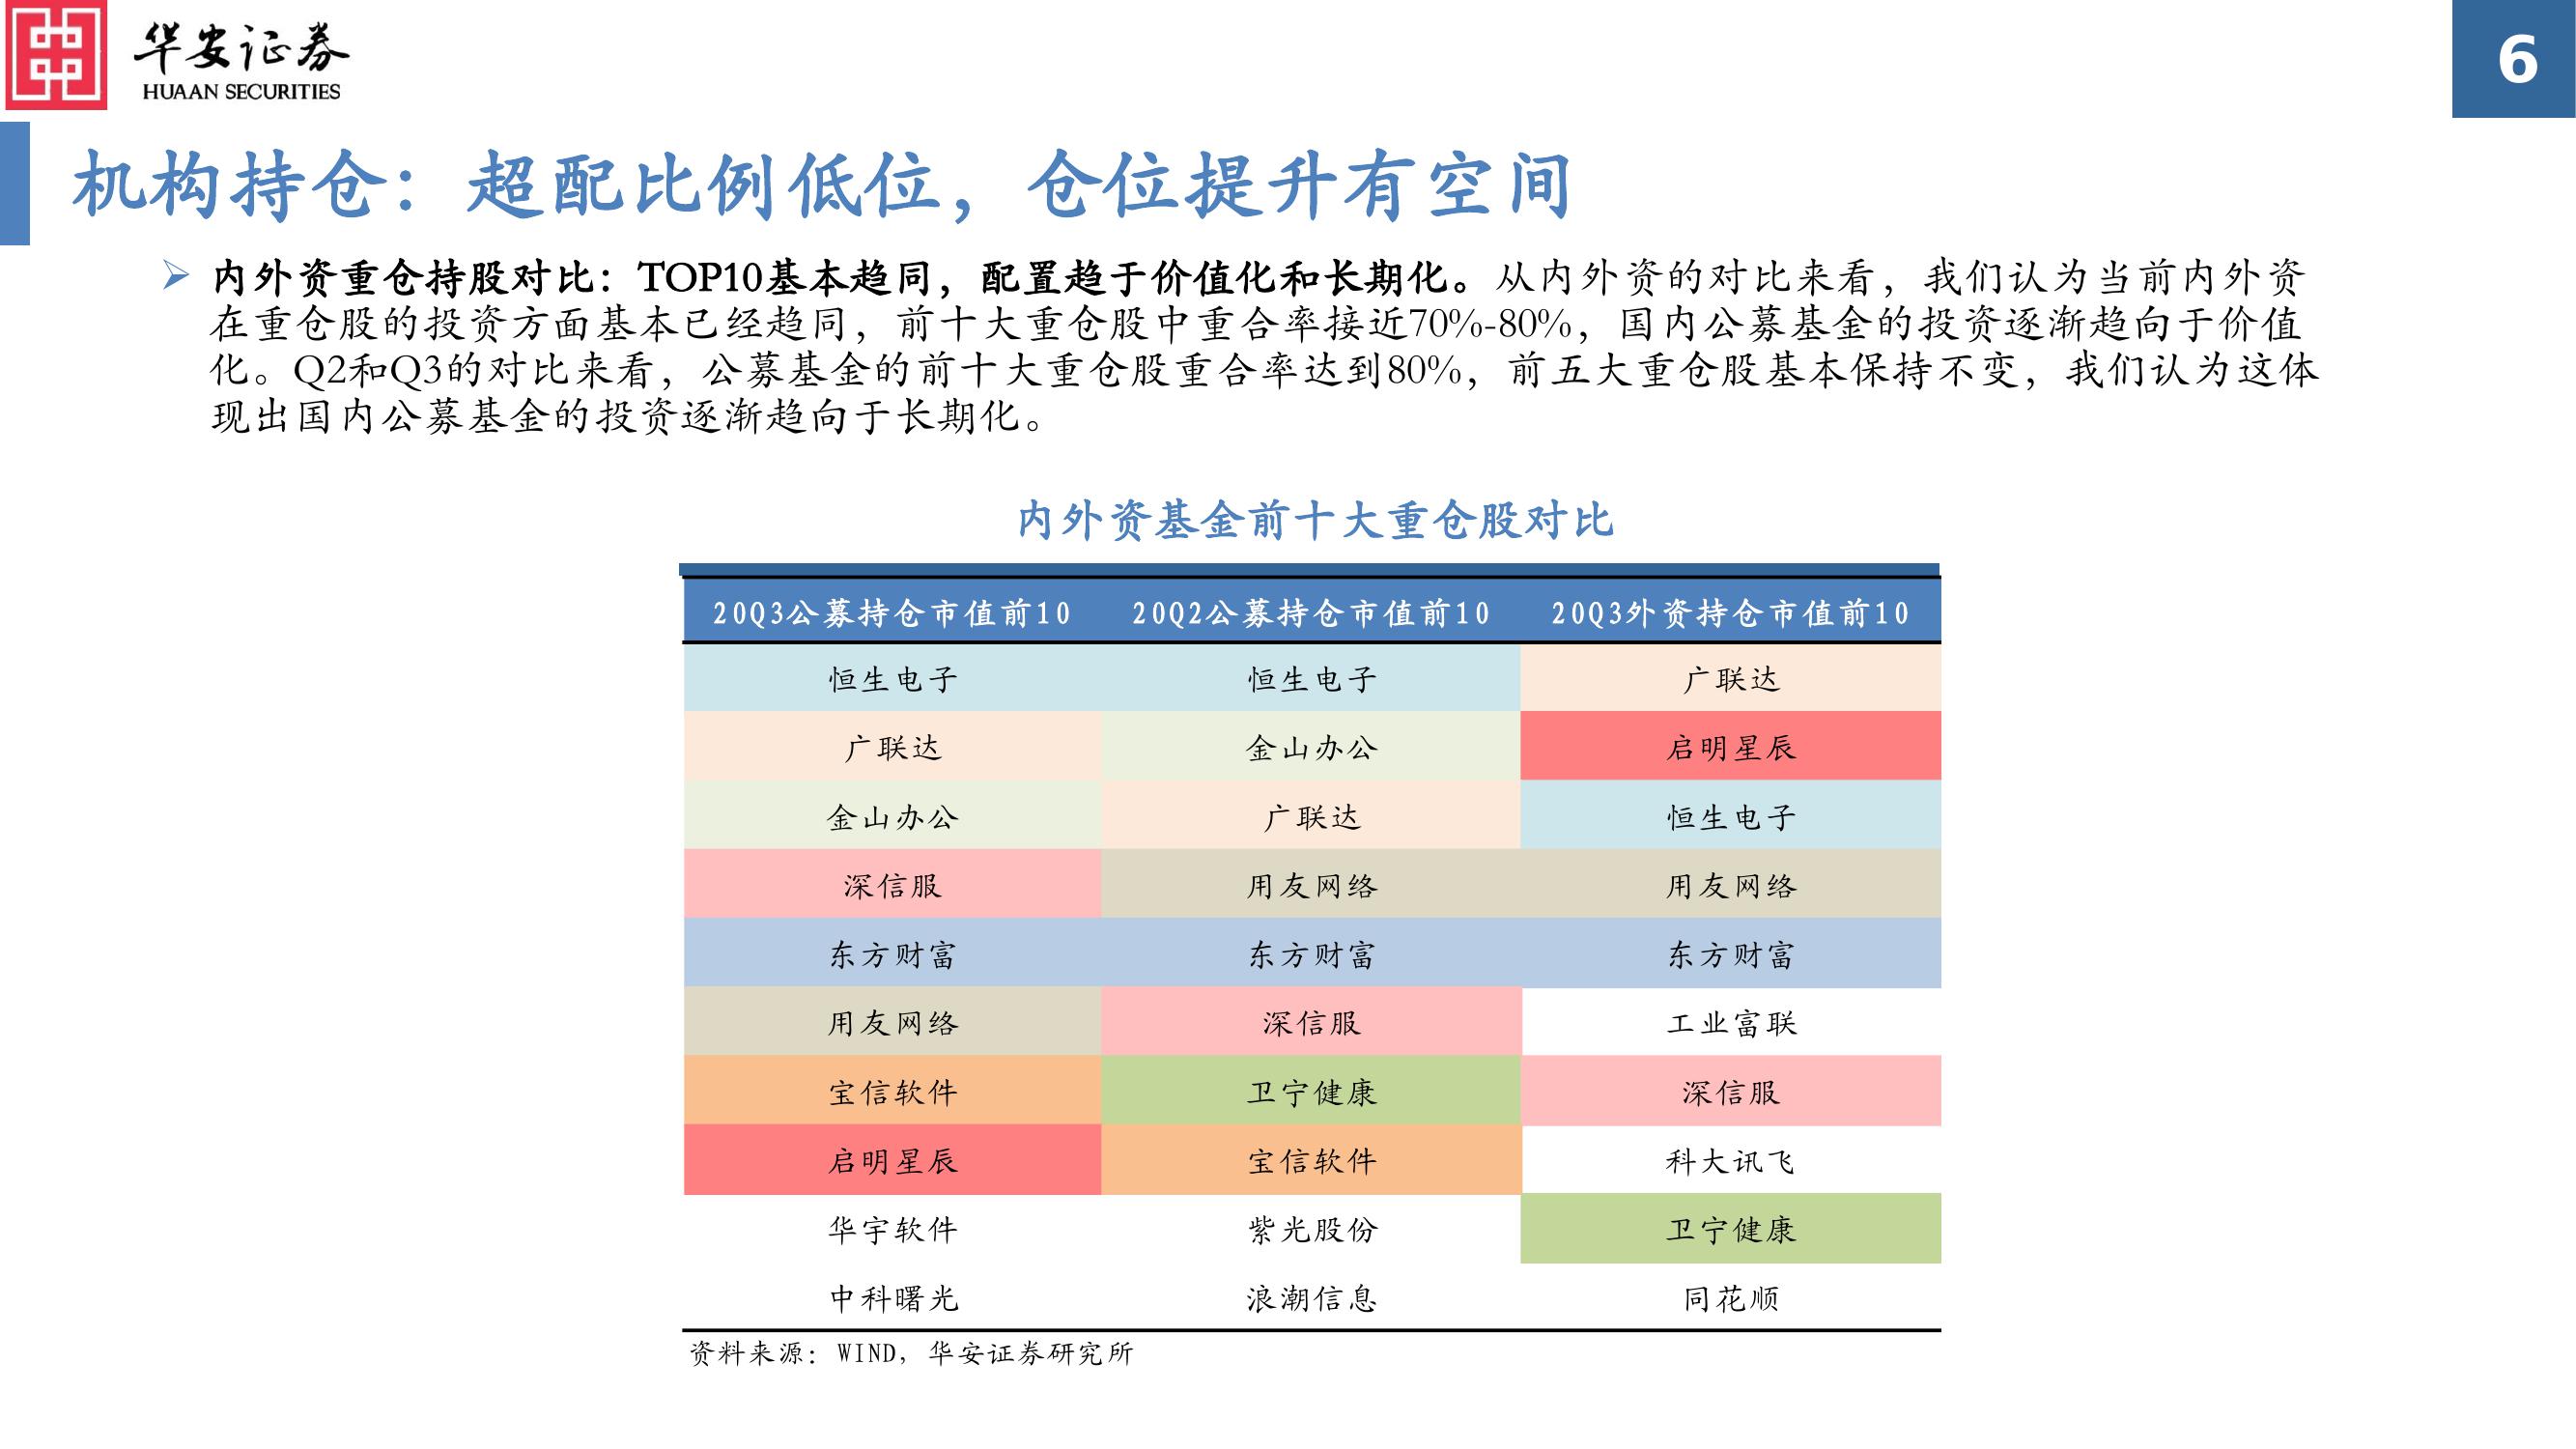 华安证券
HUAAN SECURITIES
6
机构持仓：超配比例低位，仓位提升有空间
内外资重仓持股对比：TOP10基本趋同，配置趋于价值化和长期化。从内外资的对比来看，我们认为当前内外资
在重仓股的投资方面基本已经趋同，前十大重仓股中重合率接近70%-80%，国内公募基金的投资逐渐趋向于价值
化。Q2和Q3的对比来看，公募基金的前十大重仓股重合率达到80%，前五大重仓股基本保持不变，我们认为这体
现出国内公募基金的投资逐渐趋向于长期化。
内外资基金前十大重仓股对比
20Q3公募持仓市值前10 20Q2公募持仓市值前10 20Q3外资持仓市值前10
恒生电子 恒生电子 广联达
广联达 金山办公 启明星辰
金山办公 广联达 恒生电子
深信服 用友网络 用友网络
东方财富 东方财富 东方财富
用友网络 深信服 工业富联
宝信软件 卫宁健康 深信服
启明星辰 宝信软件 科大讯飞
华宇软件 紫光股份 卫宁健康
中科曙光 浪潮信息 同花顺
资料来源：WIND，华安证券研究所